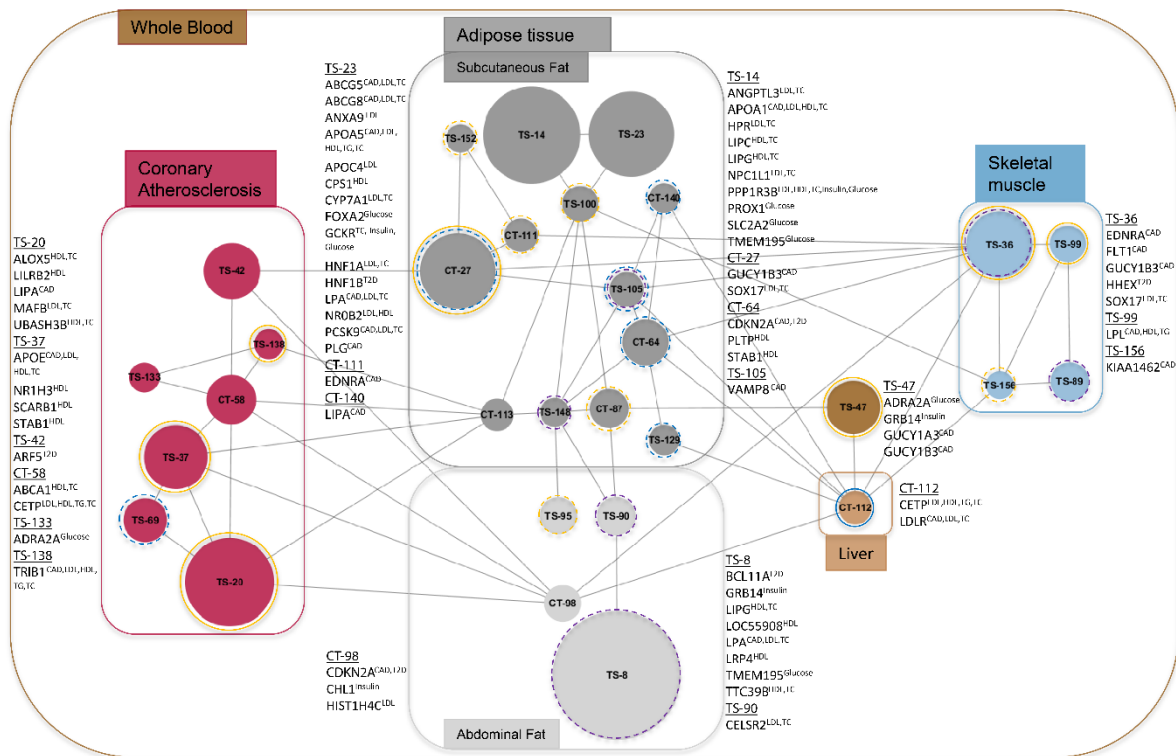 Whole Blood
Adipose tissue
Subcutaneous Fat
Coronary
Atherosclerosis
Skeletal
muscle
Liver
Abdominal Fat
TS-20
ALOX5HDL,TC
LILRB2HDL
LIPACAD
MAFBLDL,TC
UBASH3BHDL,TC
TS-37
APOECAD,LDL,
HDL,TC
NR1H3HDL
SCARB1HDL
STAB1HDL
TS-42
ARF5T2D
CT-58
ABCA1HDL,TC
CETPLDL,HDL,TG,TC
TS-133
ADRA2AGlucose
TS-138
TRIB1CAD,LDL,HDL,
TG,TC
TS-42
TS-138
TS-133
CT-58
TS-37
TS-69
TS-20
TS-23
ABCG5CAD,LDL,TC
ABCG8CAD,LDL,TC
ANXA9LDL
APOA5CAD,LDL,
HDL,TG,TC
APOC4LDL
CPS1HDL
CYP7A1LDL,TC
FOXA2Glucose
GCKRTC, Insulin,
Glucose
HNF1ALDL,TC
HNF1BT2D
LPACAD,LDL,TC
NR0B2LDL,HDL
PCSK9CAD,LDL,TC
PLGCAD
CT-111
EDNRACAD
CT-140
LIPACAD
TS-152
TS-14
TS-23
TS-100
CT-140
CT-111
CT-27
TS-105
CT-64
CT-113
TS-148
CT-87
TS-129
TS-95
TS-90
CT-98
TS-8
CT-98
CDKN2ACAD,T2D
CHL1Insulin
HIST1H4CLDL
TS-14
ANGPTL3LDL,TC
APOA1CAD,LDL,HDL,TC
HPRLDL,TC
LIPCHDL,TC
LIPGHDL,TC
NPC1L1LDL,TC
PPP1R3BLDL,HDL,TC,Insulin,Glucose
PROX1Glucose
SLC2A2Glucose
TMEM195Glucose
CT-27
GUCY1B3CAD
SOX17LDL,TC
CT-64
CDKN2ACAD,T2D
PLTPHDL
STAB1HDL
TS-105
VAMP8CAD
TS-47
TS-47
ADRA2AGlucose
GRB14Insulin
GUCY1A3CAD
GUCY1B3CAD
CT-112
CT-112
CETPLDL,HDL,TG,TC
LDLRCAD,LDL,TC
TS-8
BCL11AT2D
GRB14Insulin
LIPGHDL,TC
LOC55908HDL
LPACAD,LDL,TC
LRP4HDL
TMEM195Glucose
TTC39BHDL,TC
TS-90
CELSR2LDL,TC
TS-36
TS-99
TS-156
TS-89
TS-36
EDNRACAD
FLT1CAD
GUCY1B3CAD
HHEXT2D
SOX17LDL,TC
TS-99
LPLCAD,HDL,TG
TS-156
KIAA1462CAD